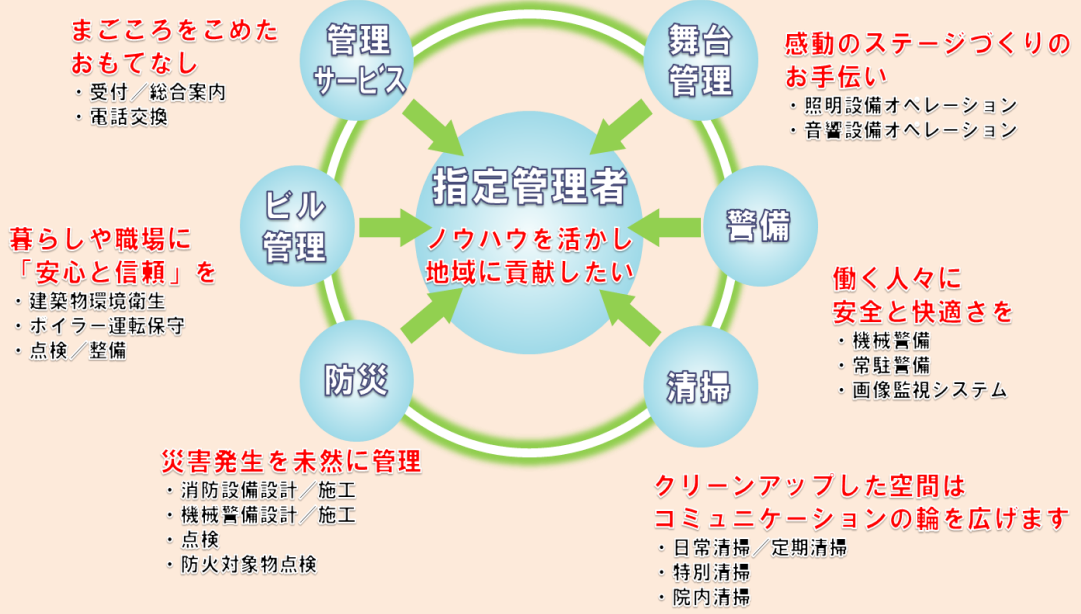 まごころをこめた
おもてなし
・受付／総合案内
・電話交換
管理
サービス
舞台
管理
感動のステージづくりの
お手伝い
・照明設備オペレーション
・音響設備オペレーション
指定管理者
ノウハウを活かし
地域に貢献したい
ビル
管理
暮らしや職場に
「安心と信頼」を
・建築物環境衛生
・ホイラー運転保守
・点検／整備
警備
働く人々に
安全と快適さを
・機械警備
・常駐警備
・画像監視システム
防災
災害発生を未然に管理
・消防設備設計／施工
・機械警備設計／施工
・点検
・防火対象物点検
清掃
クリーンアップした空間は
コミュニケーションの輪を広げます
・日常清掃／定期清掃
・特別清掃
・院内清掃